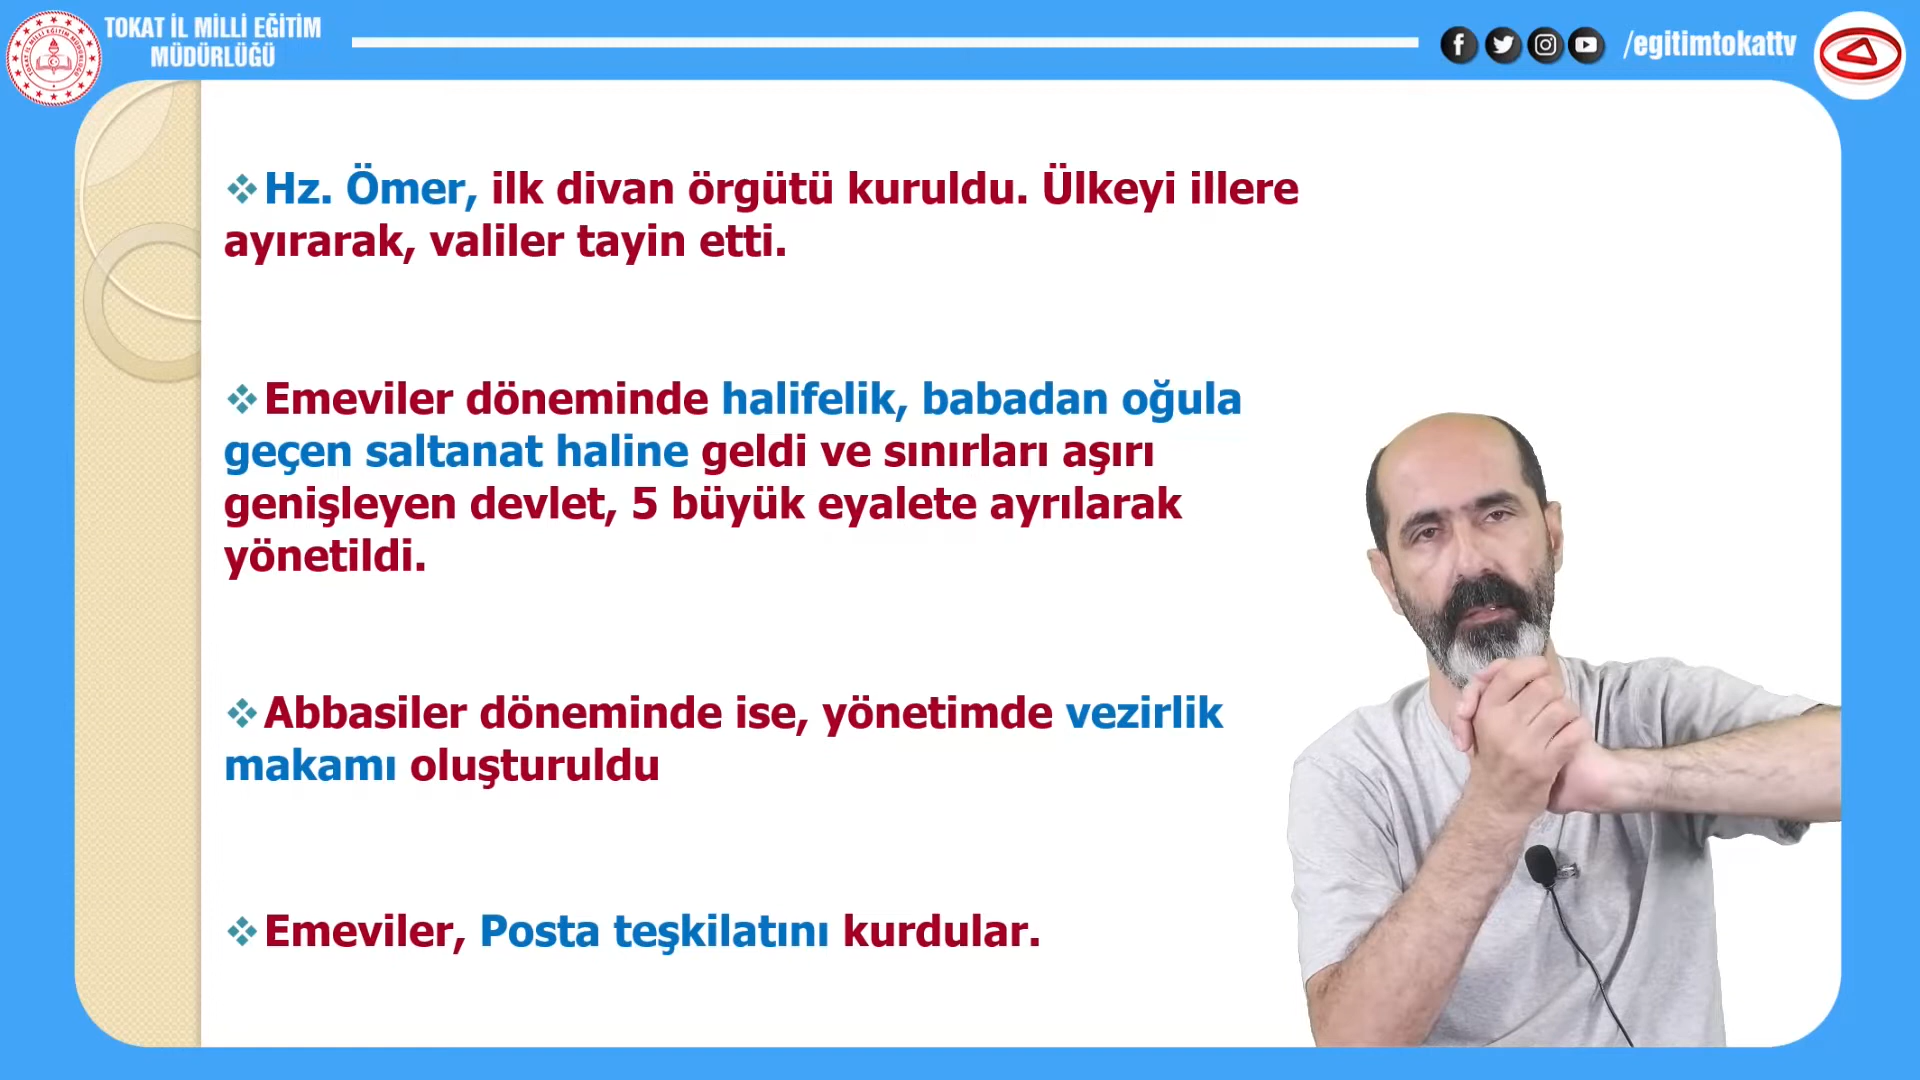 TOKAT İL MİLLİ EĞİTİM
MÜDÜRLÜĞÜ
/egitimtokattv
Hz. Ömer, ilk divan örgütü kuruldu. Ülkeyi illere
ayırarak, valiler tayin etti.
Emeviler döneminde halifelik, babadan oğula
geçen saltanat haline geldi ve sınırları aşırı
genişleyen devlet, 5 büyük eyalete ayrılarak
yönetildi.
Abbasiler döneminde ise, yönetimde vezirlik
makamı oluşturuldu
Emeviler, Posta teşkilatını kurdular.